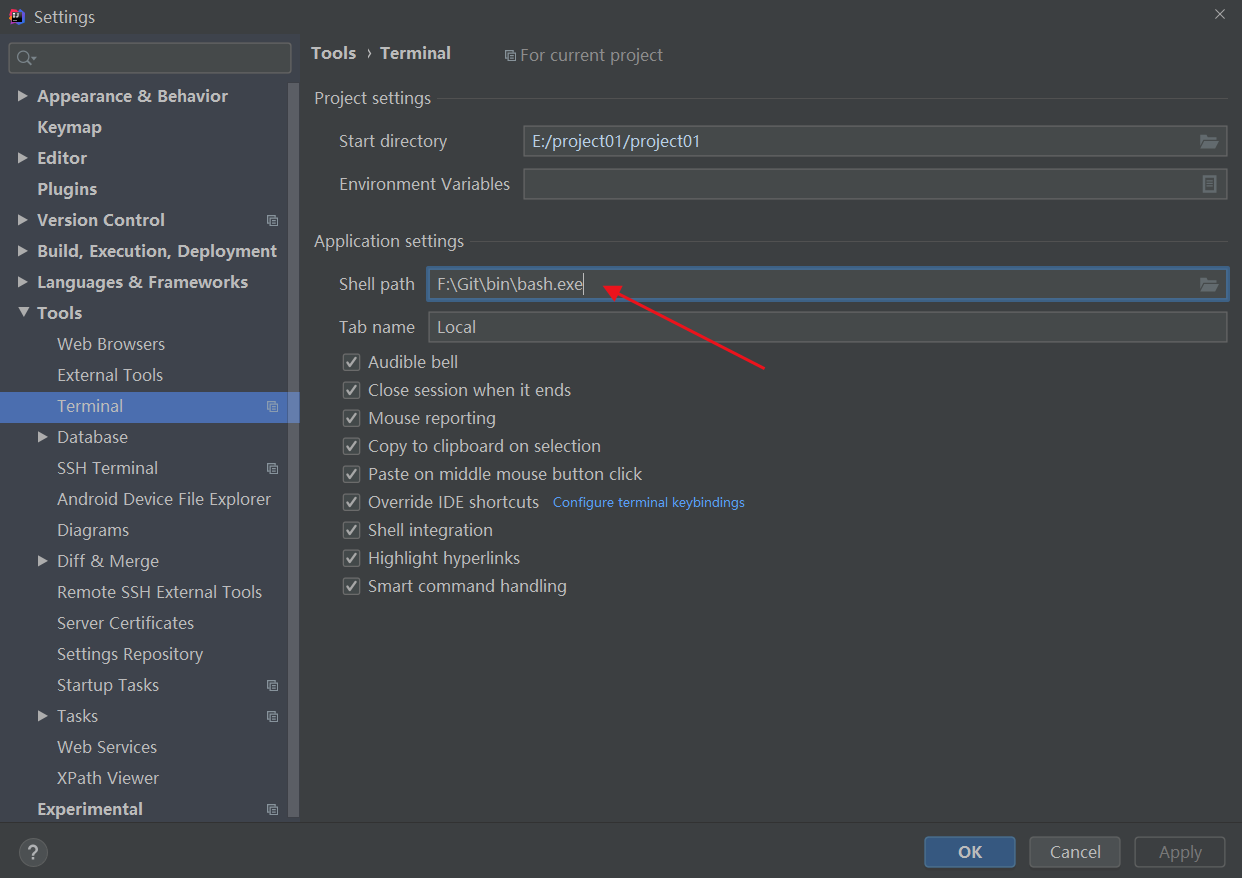 Settings
Tools › Terminal
For current project
Appearance & Behavior
Keymap
Editor
Plugins
Version Control
Build, Execution, Deployment
Languages & Frameworks
Tools
Web Browsers
External Tools
Terminal
Database
SSH Terminal
Android Device File Explorer
Diagrams
Diff & Merge
Remote SSH External Tools
Server Certificates
Settings Repository
Startup Tasks
Tasks
Web Services
XPath Viewer
Experimental
Project settings
Start directory E:/project01/project01
Environment Variables
Application settings
Shell path F:\Git\bin\bash.exe
Tab name Local
Audible bell
Close session when it ends
Mouse reporting
Copy to clipboard on selection
Paste on middle mouse button click
Override IDE shortcuts Configure terminal keybindings
Shell integration
Highlight hyperlinks
Smart command handling
? OK Cancel Apply